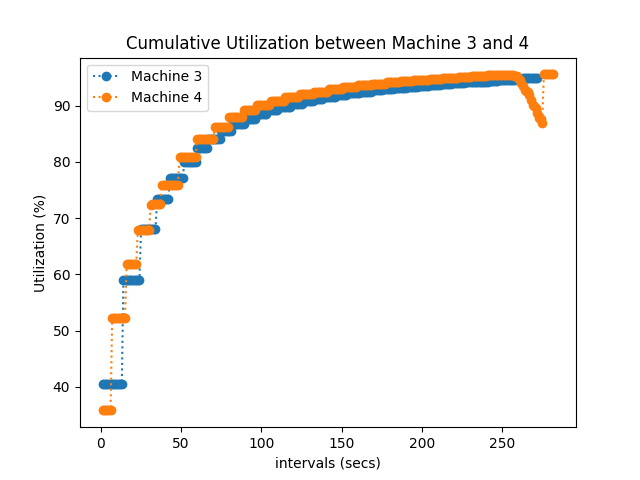 Cumulative Utilization between Machine 3 and 4
Machine 3
Machine 4
Utilization (%)
90
80
70
60
50
40
0 50 100 150 200 250
intervals (secs)